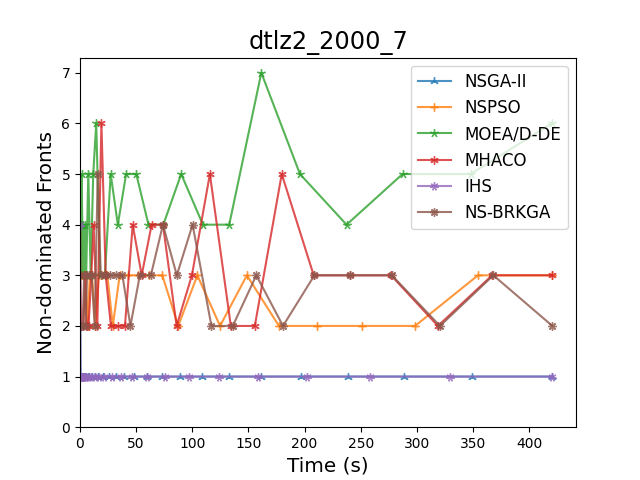 dtlz2_2000_7
Non-dominated Fronts
7
6
5
4
3
2
1
0
0 50 100 150 200 250 300 350 400
Time (s)
NSGA-II
NSPSO
MOEA/D-DE
MHACO
IHS
NS-BRKGA